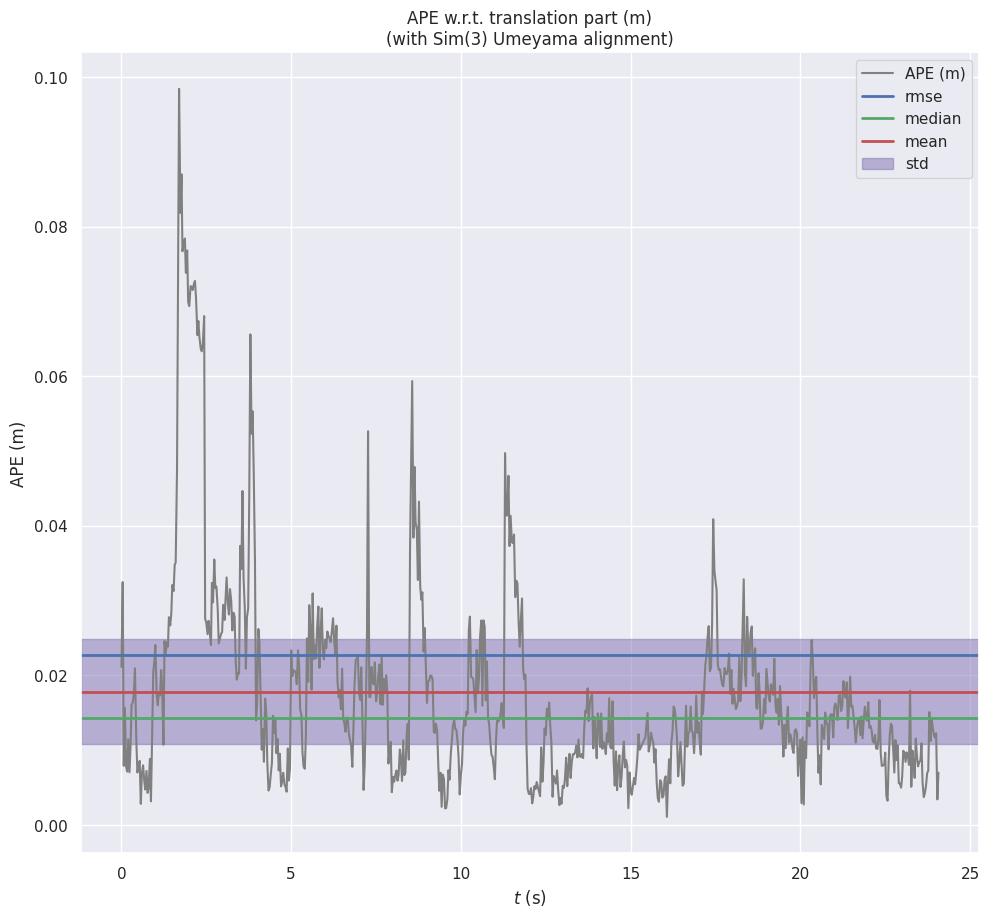 APE w.r.t. translation part (m)
(with Sim(3) Umeyama alignment)
APE (m)
rmse
median
mean
std
0.10
0.08
0.06
0.04
0.02
0.00
APE (m)
0 5 10 15 20 25
t (s)